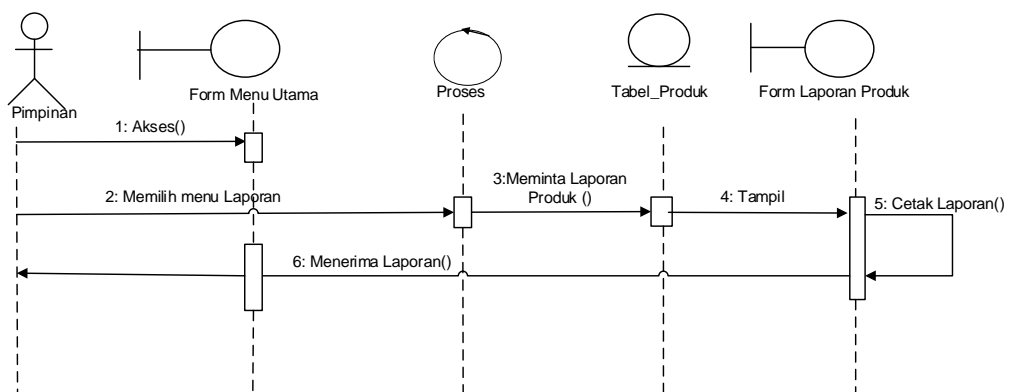 Pimpinan
Form Menu Utama
Proses
Tabel_Produk
Form Laporan Produk
1: Akses()
2: Memilih menu Laporan
3:Meminta Laporan
Produk ()
4: Tampil
5: Cetak Laporan()
6: Menerima Laporan()